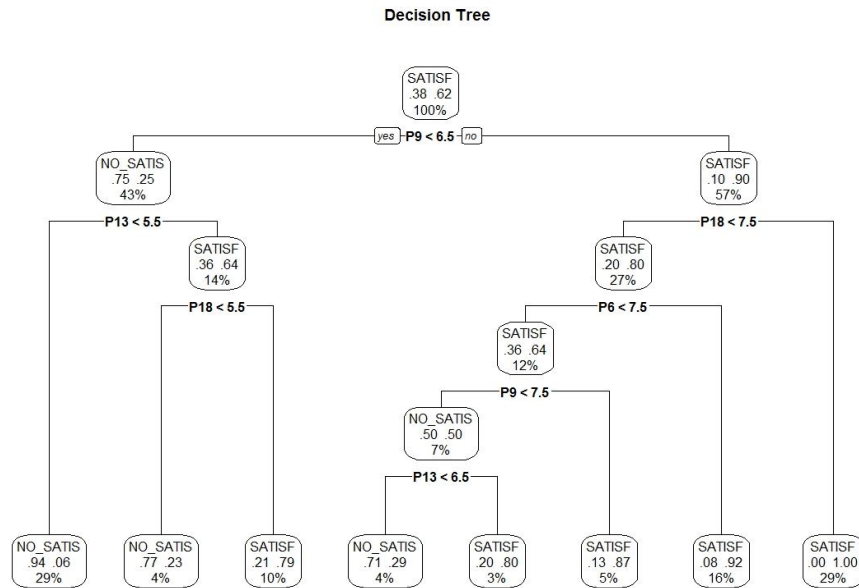 Decision Tree
SATISF
.38 .62
100%
yes P9 < 6.5 no
NO_SATIS
.75 .25
43%
SATISF
.10 .90
57%
P13 < 5.5
P18 < 7.5
SATISF
.36 .64
14%
SATISF
.20 .80
27%
P18 < 5.5
P6 < 7.5
SATISF
.36 .64
12%
P9 < 7.5
NO_SATIS
.50 .50
7%
P13 < 6.5
NO_SATIS
.94 .06
29%
NO_SATIS
.77 .23
4%
SATISF
.21 .79
10%
NO_SATIS
.71 .29
4%
SATISF
.20 .80
3%
SATISF
.13 .87
5%
SATISF
.08 .92
16%
SATISF
.00 1.00
29%